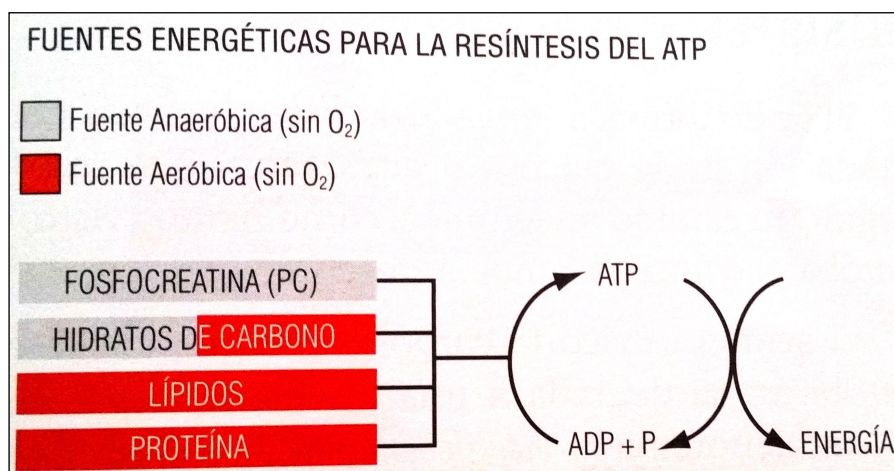 FUENTES ENERGÉTICAS PARA LA RESÍNTESIS DEL ATP
Fuente Anaeróbica (sin O₂)
Fuente Aeróbica (sin O₂)
FOSFOCREATINA (PC)
HIDRATOS DE CARBONO
LÍPIDOS
PROTEÍNA
ATP
ADP + P
ENERGÍA